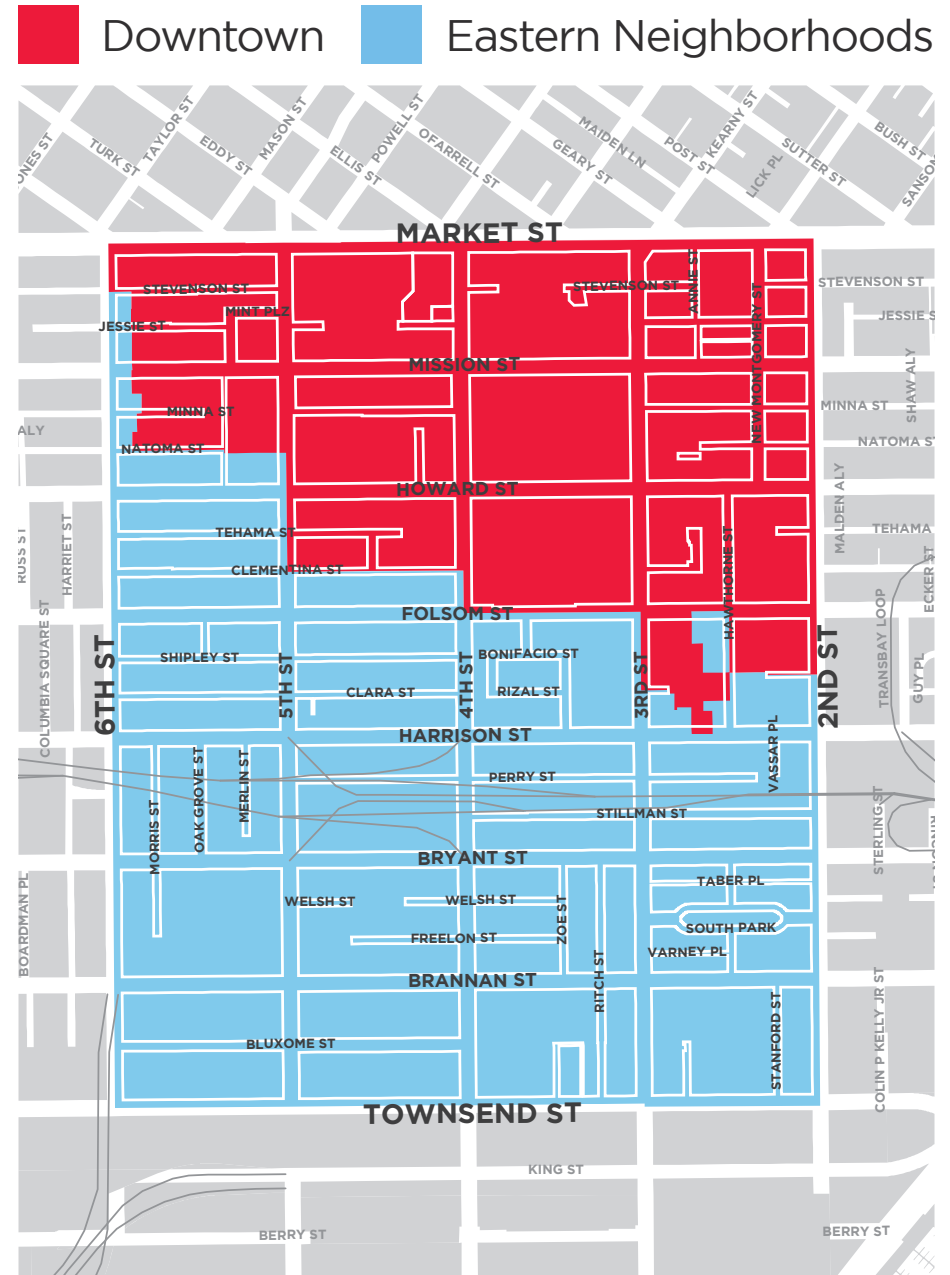 Downtown
Eastern Neighborhoods
ONES ST
TURK ST
TAYLOR ST
EDDY ST
MASON ST
ELLIS ST
POWELL ST
OFARRELL ST
MAIDEN LN
GEARY ST
POST ST
KEARNY ST
LICK PL
SUTTER ST
BUSH ST
SANSOM
MARKET ST
STEVENSON ST
STEVENSON ST
ANNIE ST
STEVENSON ST
MINT PLZ
JESSIE ST
JESSIE S
NEW MONTGOMERY ST
MISSION ST
SHAW ALY
MINNA ST
MINNA ST
ALY
NATOMA ST
NATOMA ST
HOWARD ST
MALDEN ALY
TEHAMA ST
TEHAMA
RUSS ST
HARRIET ST
HAWTHORNE ST
CLEMENTINA ST
ECKER ST
FOLSOM ST
COLUMBIA SQUARE ST
6TH ST
SHIPLEY ST
5TH ST
4TH ST
BONIFACIO ST
3RD ST
2ND ST
TRANSBAY LOOP
GUY PL
CLARA ST
RIZAL ST
HARRISON ST
VASSAR PL
PERRY ST
MORRIS ST
OAK GROVE ST
MERLIN ST
STILLMAN ST
STERLING ST
BRYANT ST
BOARDMAN PL
TABER PL
WELSH ST
WELSH ST
ZOE ST
SOUTH PARK
FREELON ST
VARNEY PL
RITCH ST
BRANNAN ST
STANFORD ST
COLIN P KELLY JR ST
BLUXOME ST
TOWNSEND ST
KING ST
BERRY ST
BERRY ST